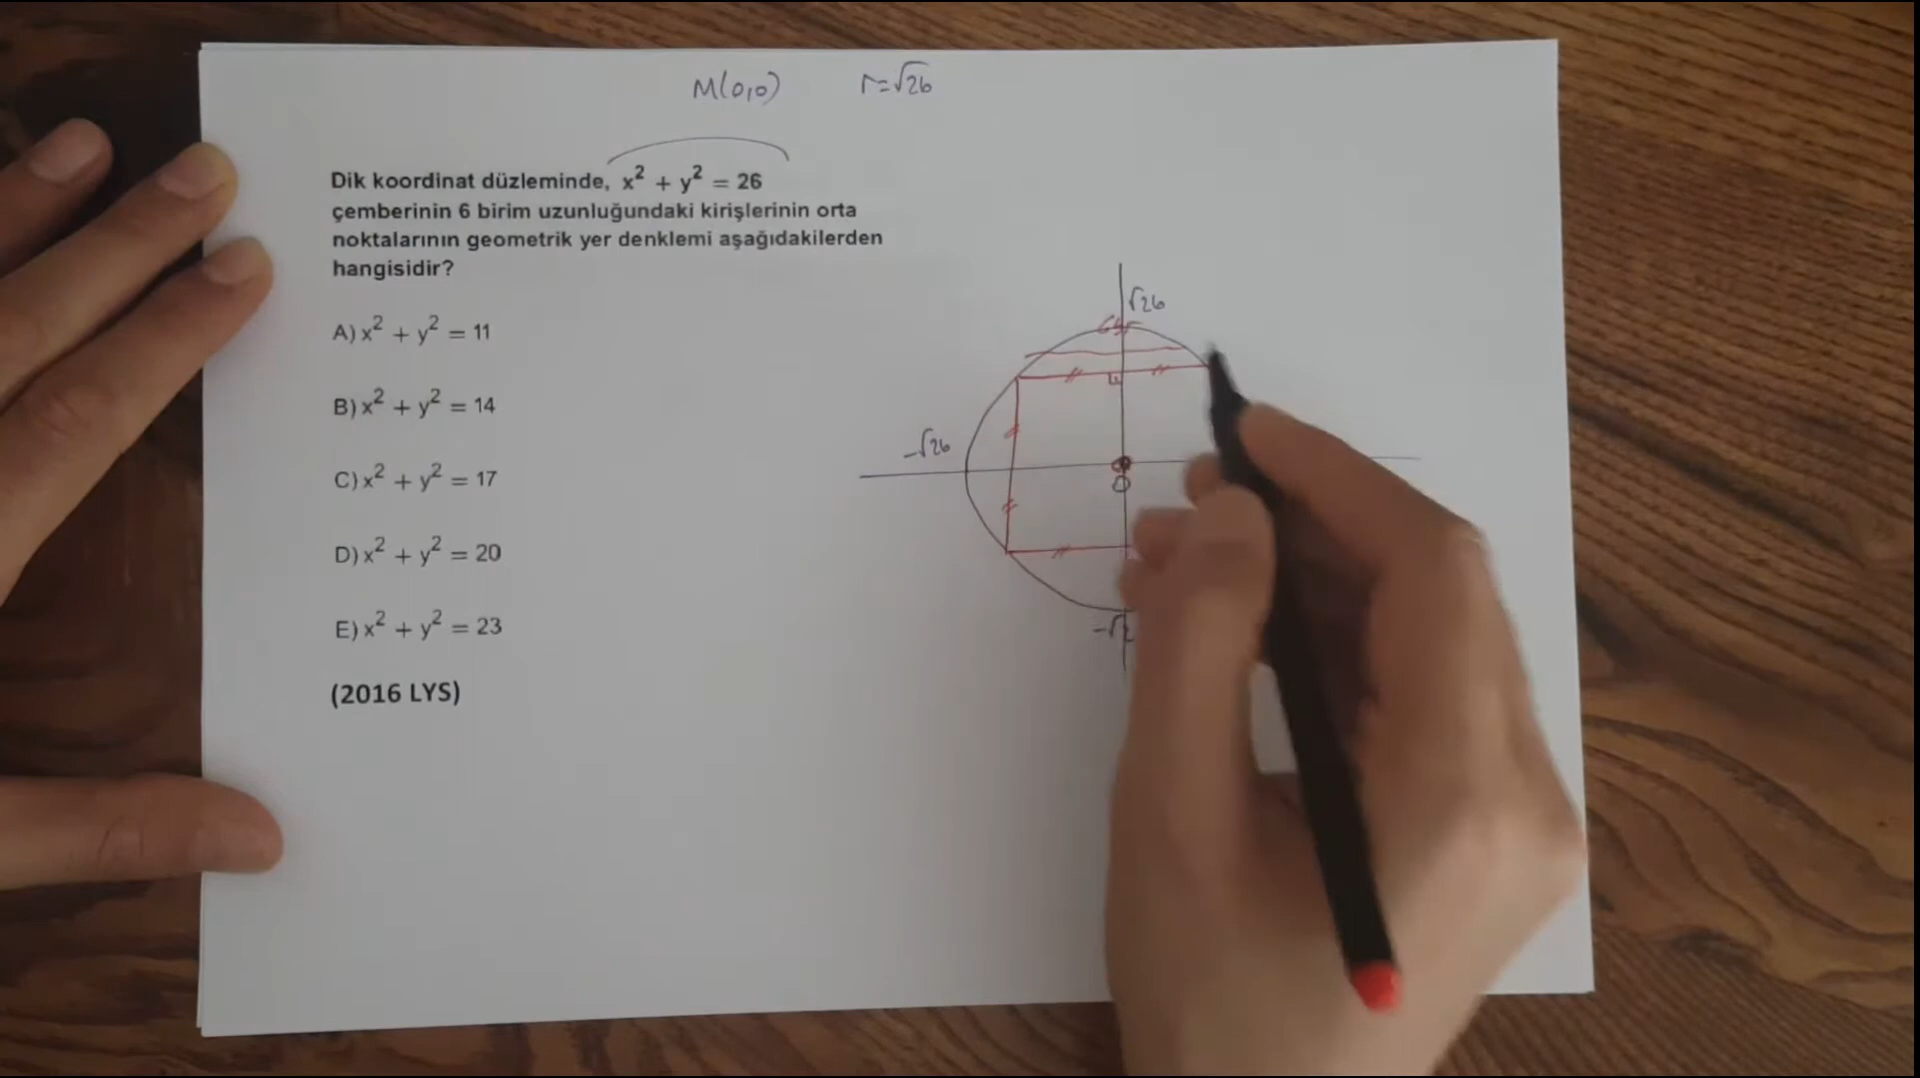 M(0,0) r=√26
Dik koordinat düzleminde, x² + y² = 26
çemberinin 6 birim uzunluğundaki kirişlerinin orta
noktalarının geometrik yer denklemi aşağıdakilerden
hangisidir?
A) x² + y² = 11
B) x² + y² = 14
C) x² + y² = 17
D) x² + y² = 20
E) x² + y² = 23
(2016 LYS)
√26
-√26
O